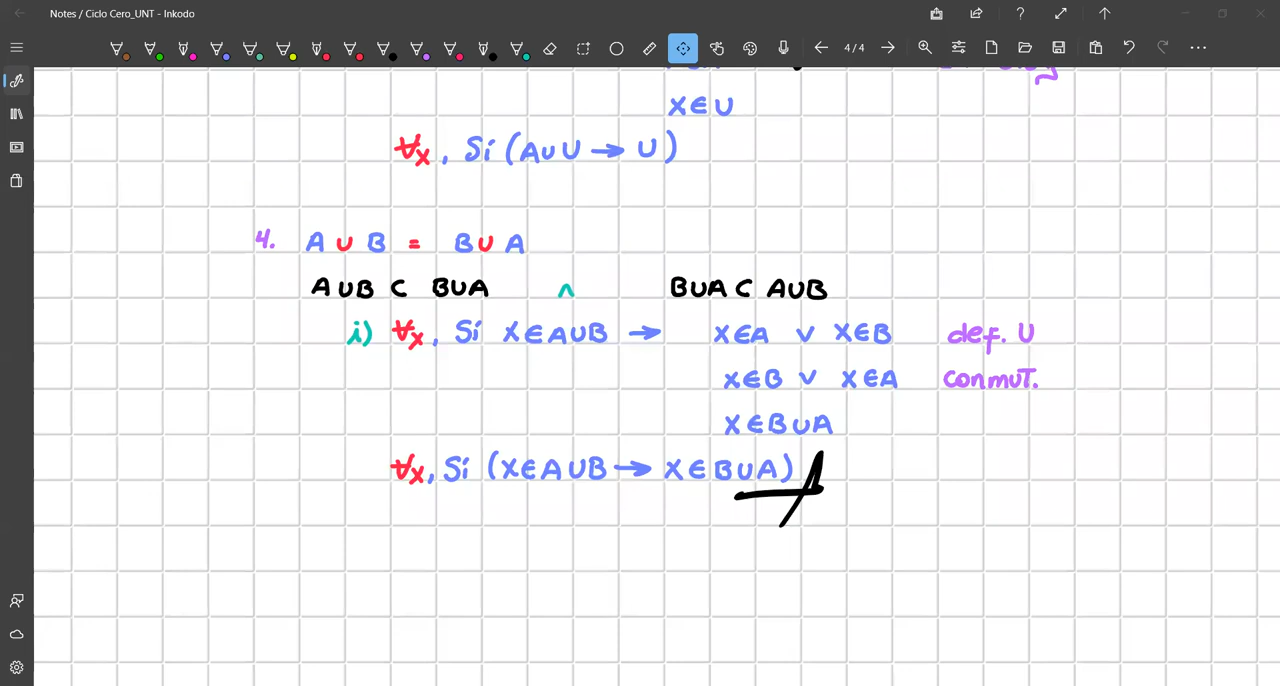 Notes / Ciclo Cero_UNT - Inkodo
4/4
x∈U
∀x, Si (A∪U → U)
4. A ∪ B = B ∪ A
A∪B ⊂ B∪A ∧ B∪A ⊂ A∪B
i) ∀x, Si x∈A∪B → x∈A ∨ x∈B def. U
x∈B ∨ x∈A conmuT.
x∈B∪A
∀x, Si (x∈A∪B → x∈B∪A)